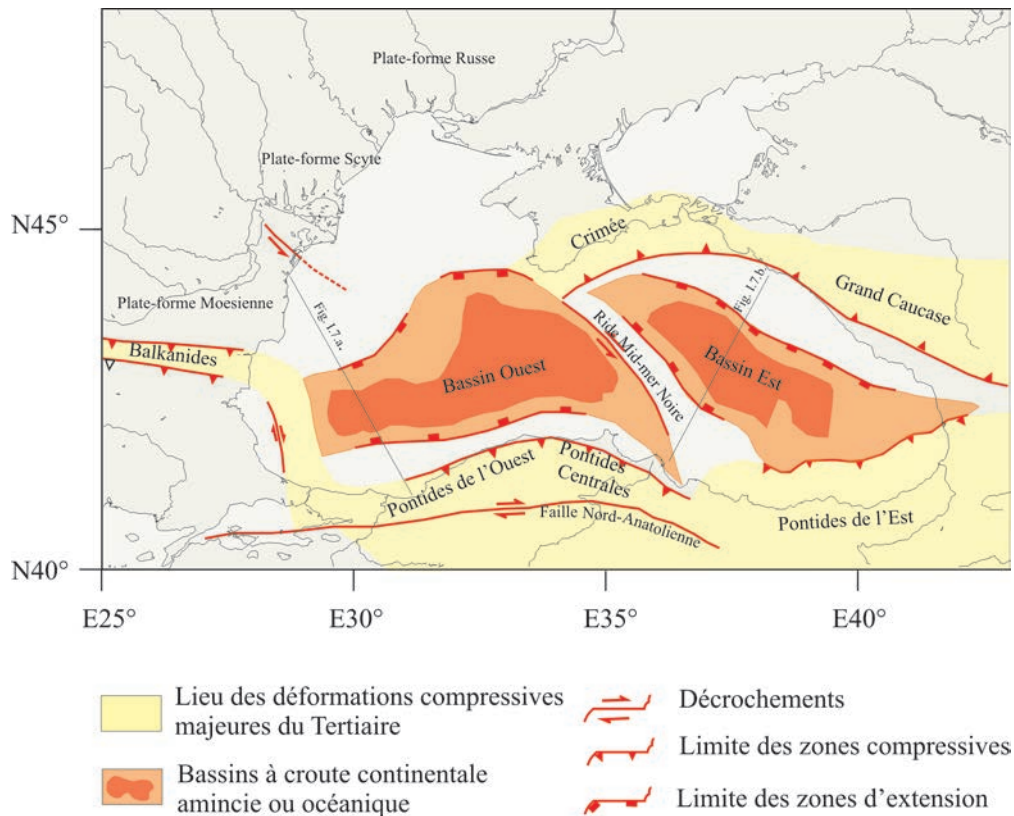 Plate-forme Russe
Plate-forme Scyte
N45°
Crimée
Plate-forme Moesienne
Fig. I.7.a.
Fig. I.7.b.
Grand Caucase
Balkanides
Bassin Ouest
Ride Mid-mer Noire
Bassin Est
Pontides de l'Ouest
Pontides
Centrales
Faille Nord-Anatolienne
Pontides de l'Est
N40°
E25°
E30°
E35°
E40°
Lieu des déformations compressives
majeures du Tertiaire
Bassins à croute continentale
amincie ou océanique
Décrochements
Limite des zones compressives
Limite des zones d'extension